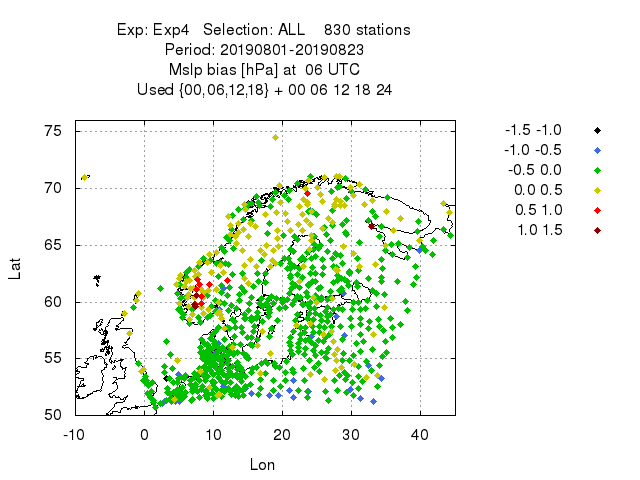 Exp: Exp4   Selection: ALL    830 stations
Period: 20190801-20190823
Mslp bias [hPa] at  06 UTC
Used {00,06,12,18} + 00 06 12 18 24
-1.5 -1.0
-1.0 -0.5
-0.5 0.0
0.0 0.5
0.5 1.0
1.0 1.5
Lat
75
70
65
60
55
50
-10 0 10 20 30 40
Lon